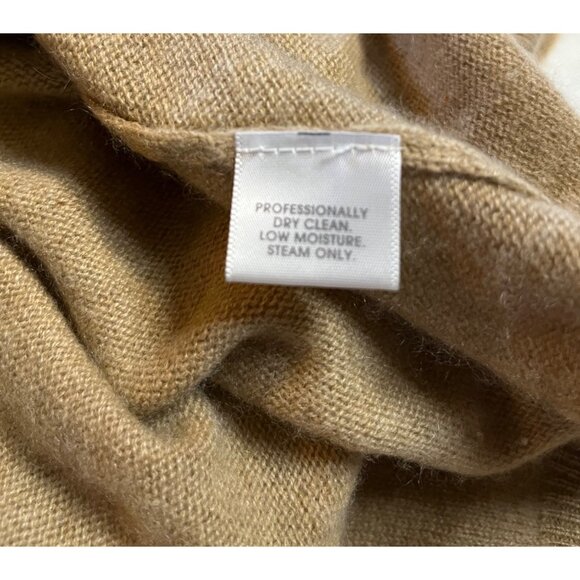 PROFESSIONALLY
DRY CLEAN.
LOW MOISTURE.
STEAM ONLY.